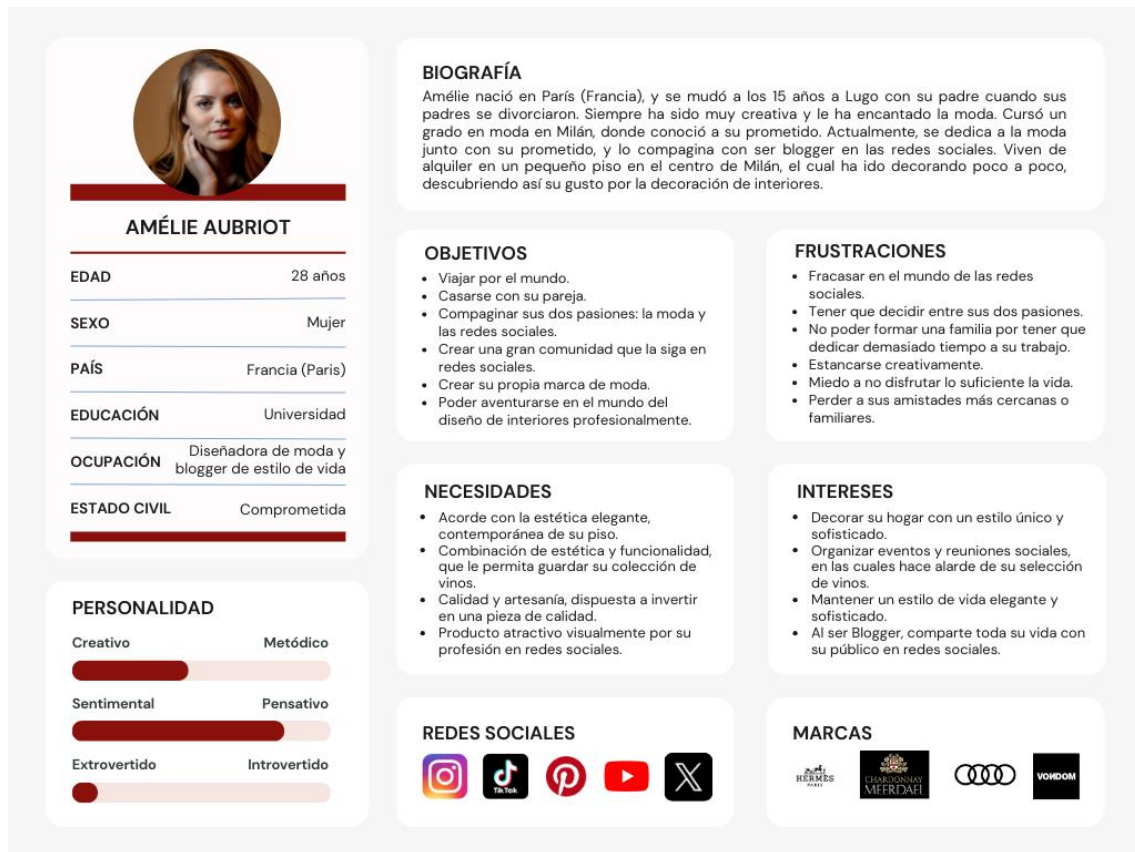 AMÉLIE AUBRIOT
EDAD 28 años
SEXO Mujer
PAÍS Francia (Paris)
EDUCACIÓN Universidad
OCUPACIÓN Diseñadora de moda y
blogger de estilo de vida
ESTADO CIVIL Comprometida
PERSONALIDAD
Creativo Metódico
Sentimental Pensativo
Extrovertido Introvertido
BIOGRAFÍA
Amélie nació en París (Francia), y se mudó a los 15 años a Lugo con su padre cuando sus
padres se divorciaron. Siempre ha sido muy creativa y le ha encantado la moda. Cursó un
grado en moda en Milán, donde conoció a su prometido. Actualmente, se dedica a la moda
junto con su prometido, y lo compagina con ser blogger en las redes sociales. Viven de
alquiler en un pequeño piso en el centro de Milán, el cual ha ido decorando poco a poco,
descubriendo así su gusto por la decoración de interiores.
OBJETIVOS
• Viajar por el mundo.
• Casarse con su pareja.
• Compaginar sus dos pasiones: la moda y
las redes sociales.
• Crear una gran comunidad que la siga en
redes sociales.
• Crear su propia marca de moda.
• Poder aventurarse en el mundo del
diseño de interiores profesionalmente.
FRUSTRACIONES
• Fracasar en el mundo de las redes
sociales.
• Tener que decidir entre sus dos pasiones.
• No poder formar una familia por tener que
dedicar demasiado tiempo a su trabajo.
• Estancarse creativamente.
• Miedo a no disfrutar lo suficiente la vida.
• Perder a sus amistades más cercanas o
familiares.
NECESIDADES
• Acorde con la estética elegante,
contemporánea de su piso.
• Combinación de estética y funcionalidad,
que le permita guardar su colección de
vinos.
• Calidad y artesanía, dispuesta a invertir
en una pieza de calidad.
• Producto atractivo visualmente por su
profesión en redes sociales.
INTERESES
• Decorar su hogar con un estilo único y
sofisticado.
• Organizar eventos y reuniones sociales,
en las cuales hace alarde de su selección
de vinos.
• Mantener un estilo de vida elegante y
sofisticado.
• Al ser Blogger, comparte toda su vida con
su público en redes sociales.
REDES SOCIALES
TikTok
MARCAS
HERMÈS
PARIS
CHARDONNAY
MEERDAEL
VONDOM